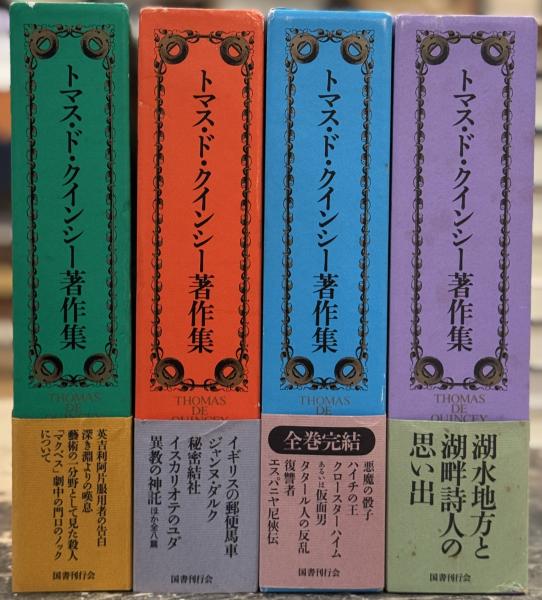 トマス・ド・クインシー著作集
THOMAS
DE
英吉利阿片服用者の告白
深き淵よりの嘆息
藝術の一分野として見た殺人
「マクベス」劇中の門口のノック
について
国書刊行会
トマス・ド・クインシー著作集
THOMAS
DE
QUINCEY
イギリスの郵便馬車
ジャンヌ・ダルク
秘密結社
イスカリオテのユダ
異教の神託 ほか全八篇
国書刊行会
トマス・ド・クインシー著作集
THOMAS
DE
全巻完結
悪魔の骰子
ハイチの王
クロースターハイム
あるいは仮面男
タタール人の反乱
復讐者
エスパニヤ尼侠伝
国書刊行会
トマス・ド・クインシー著作集
THOMAS
DE
QUINCEY
湖水地方と
湖畔詩人の
思い出
国書刊行会